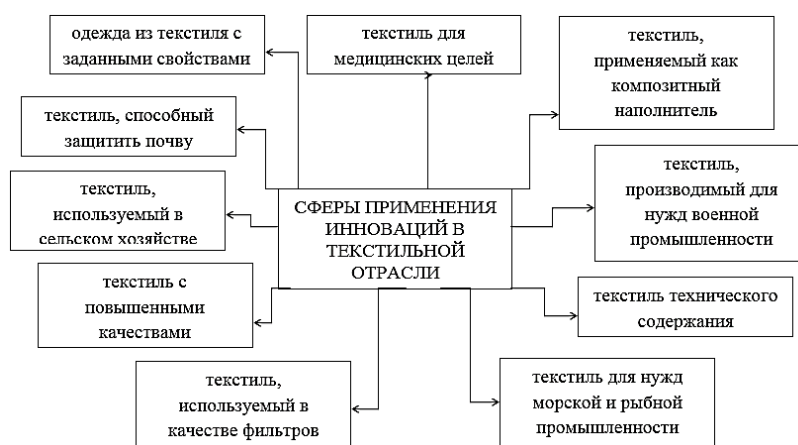 одежда из текстиля с
заданными свойствами
текстиль для
медицинских целей
текстиль,
применяемый как
композитный
наполнитель
текстиль, способный
защитить почву
текстиль,
производимый для
нужд военной
промышленности
текстиль,
используемый в
сельском хозяйстве
СФЕРЫ ПРИМЕНЕНИЯ
ИННОВАЦИЙ В
ТЕКСТИЛЬНОЙ
ОТРАСЛИ
текстиль с
повышенными
качествами
текстиль технического
содержания
текстиль,
используемый в
качестве фильтров
текстиль для нужд
морской и рыбной
промышленности